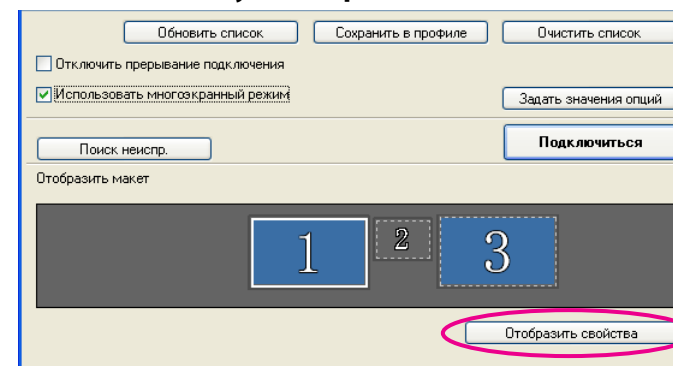 Обновить список Сохранить в профиле Очистить список
Отключить прерывание подключения
Использовать многоэкранный режим
Задать значения опций
Поиск неиспр. Подключиться
Отобразить макет
1 2 3
Отобразить свойства